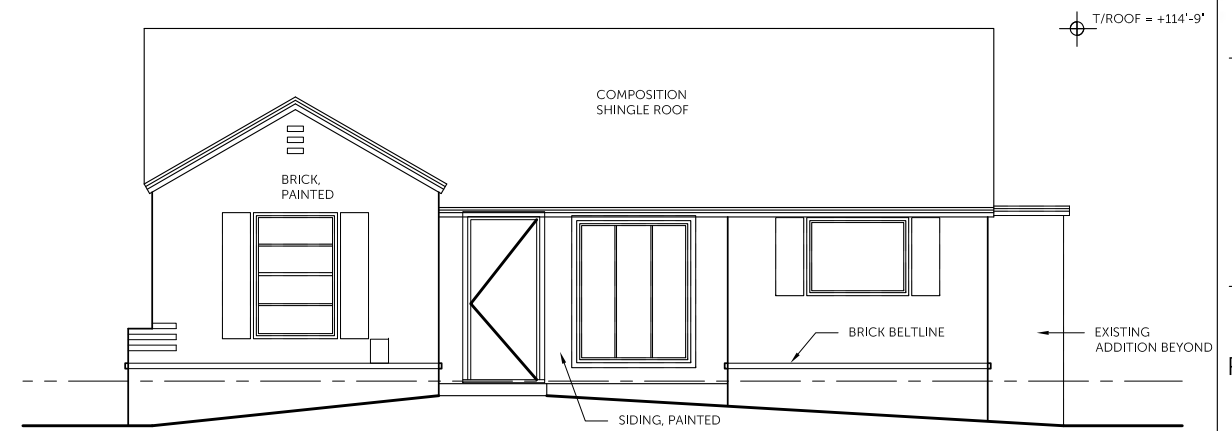 T/ROOF = +114'-9"
COMPOSITION
SHINGLE ROOF
BRICK,
PAINTED
BRICK BELTLINE
EXISTING
ADDITION BEYOND
SIDING, PAINTED